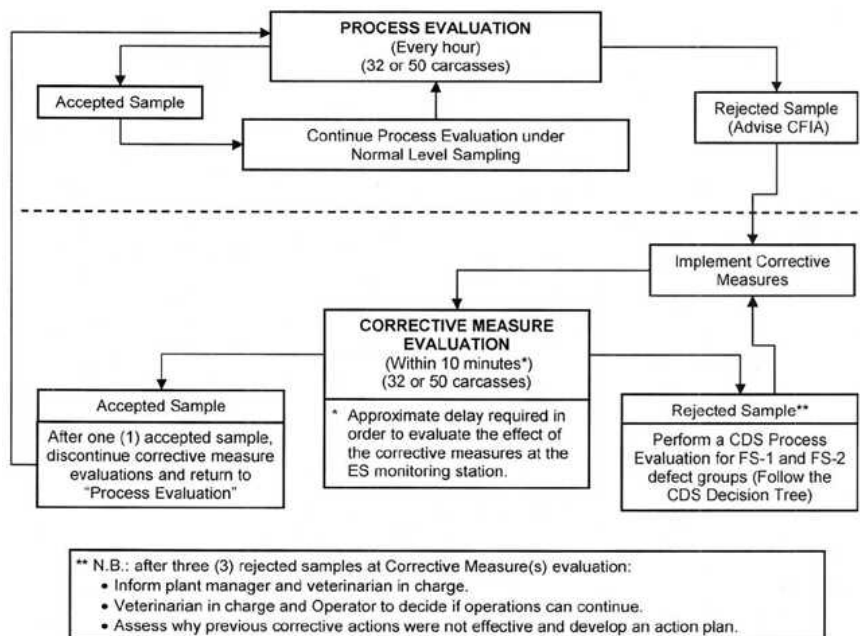 PROCESS EVALUATION
(Every hour)
(32 or 50 carcasses)
Accepted Sample
Continue Process Evaluation under
Normal Level Sampling
Rejected Sample
(Advise CFIA)
Implement Corrective
Measures
CORRECTIVE MEASURE
EVALUATION
(Within 10 minutes*)
(32 or 50 carcasses)
* Approximate delay required in
order to evaluate the effect of
the corrective measures at the
ES monitoring station.
Accepted Sample
After one (1) accepted sample,
discontinue corrective measure
evaluations and return to
"Process Evaluation"
Rejected Sample**
Perform a CDS Process
Evaluation for FS-1 and FS-2
defect groups (Follow the
CDS Decision Tree)
** N.B.: after three (3) rejected samples at Corrective Measure(s) evaluation:
• Inform plant manager and veterinarian in charge.
• Veterinarian in charge and Operator to decide if operations can continue.
• Assess why previous corrective actions were not effective and develop an action plan.